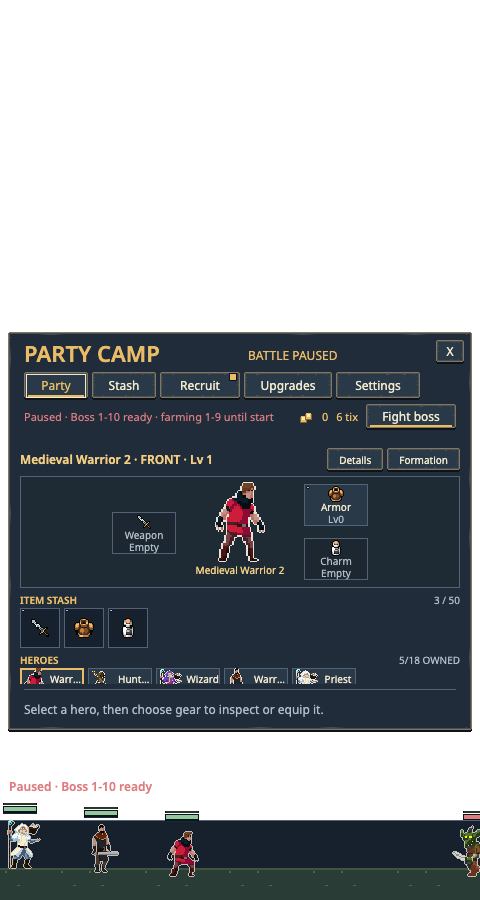 PARTY CAMP
BATTLE PAUSED
X
Party
Stash
Recruit
Upgrades
Settings
Paused · Boss 1-10 ready · farming 1-9 until start
0 6 tix
Fight boss
Medieval Warrior 2 · FRONT · Lv 1
Details
Formation
Weapon
Empty
Armor
Lv0
Charm
Empty
Medieval Warrior 2
ITEM STASH
3 / 50
HEROES
5/18 OWNED
Warr...
Hunt...
Wizard
Warr...
Priest
Select a hero, then choose gear to inspect or equip it.
Paused · Boss 1-10 ready